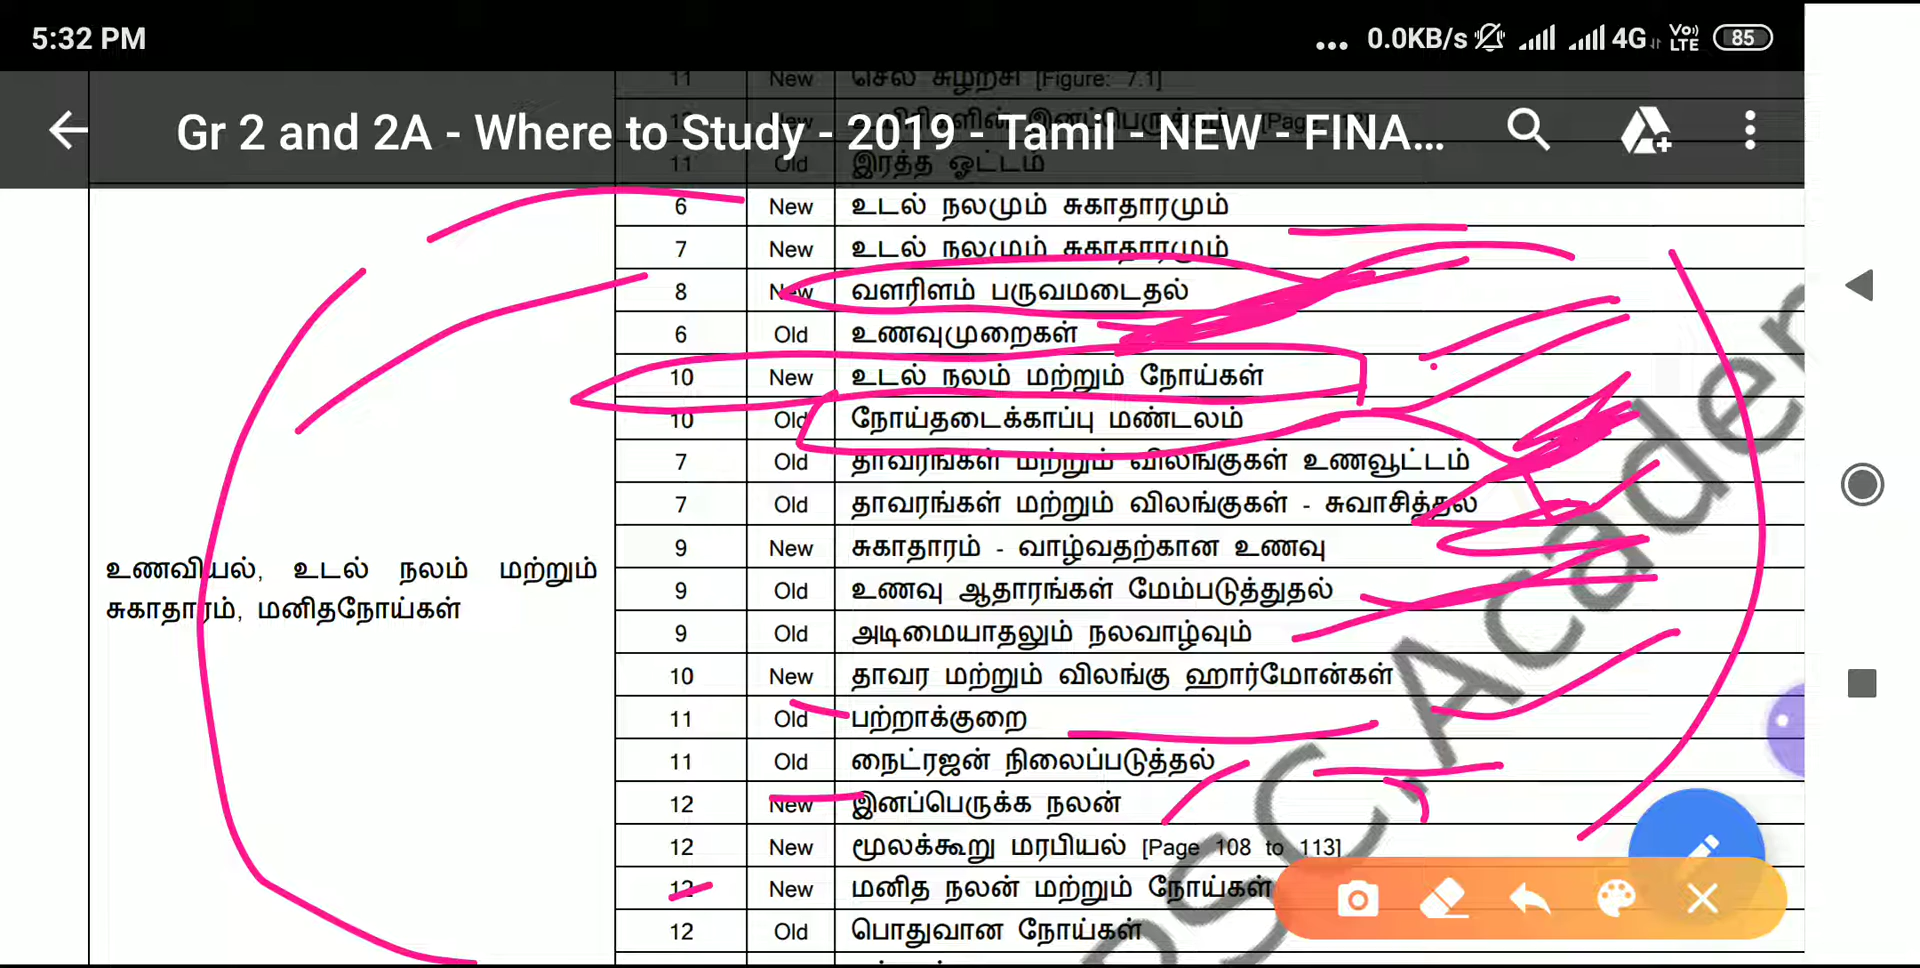 5:32 PM
... 0.0KB/s 4G Vo)) LTE 85
11 New செல் சுழற்சி [Figure: 7.1]
Gr 2 and 2A - Where to Study - 2019 - Tamil - NEW - FINA...
11 Old இரத்த ஓட்டம்
6 New உடல் நலமும் சுகாதாரமும்
7 New உடல் நலமும் சுகாதாரமும்
8 New வளரிளம் பருவமடைதல்
6 Old உணவுமுறைகள்
10 New உடல் நலம் மற்றும் நோய்கள்
10 Old நோய்தடைக்காப்பு மண்டலம்
7 Old தாவரங்கள் மற்றும் விலங்குகள் உணவூட்டம்
7 Old தாவரங்கள் மற்றும் விலங்குகள் - சுவாசித்தல்
9 New சுகாதாரம் - வாழ்வதற்கான உணவு
உணவியல், உடல் நலம் மற்றும்
சுகாதாரம், மனிதநோய்கள்
9 Old உணவு ஆதாரங்கள் மேம்படுத்துதல்
9 Old அடிமையாதலும் நலவாழ்வும்
10 New தாவர மற்றும் விலங்கு ஹார்மோன்கள்
11 Old பற்றாக்குறை
11 Old நைட்ரஜன் நிலைப்படுத்தல்
12 New இனப்பெருக்க நலன்
12 New மூலக்கூறு மரபியல் [Page 108 to 113]
12 New மனித நலன் மற்றும் நோய்கள்
12 Old பொதுவான நோய்கள்
PSC Academ